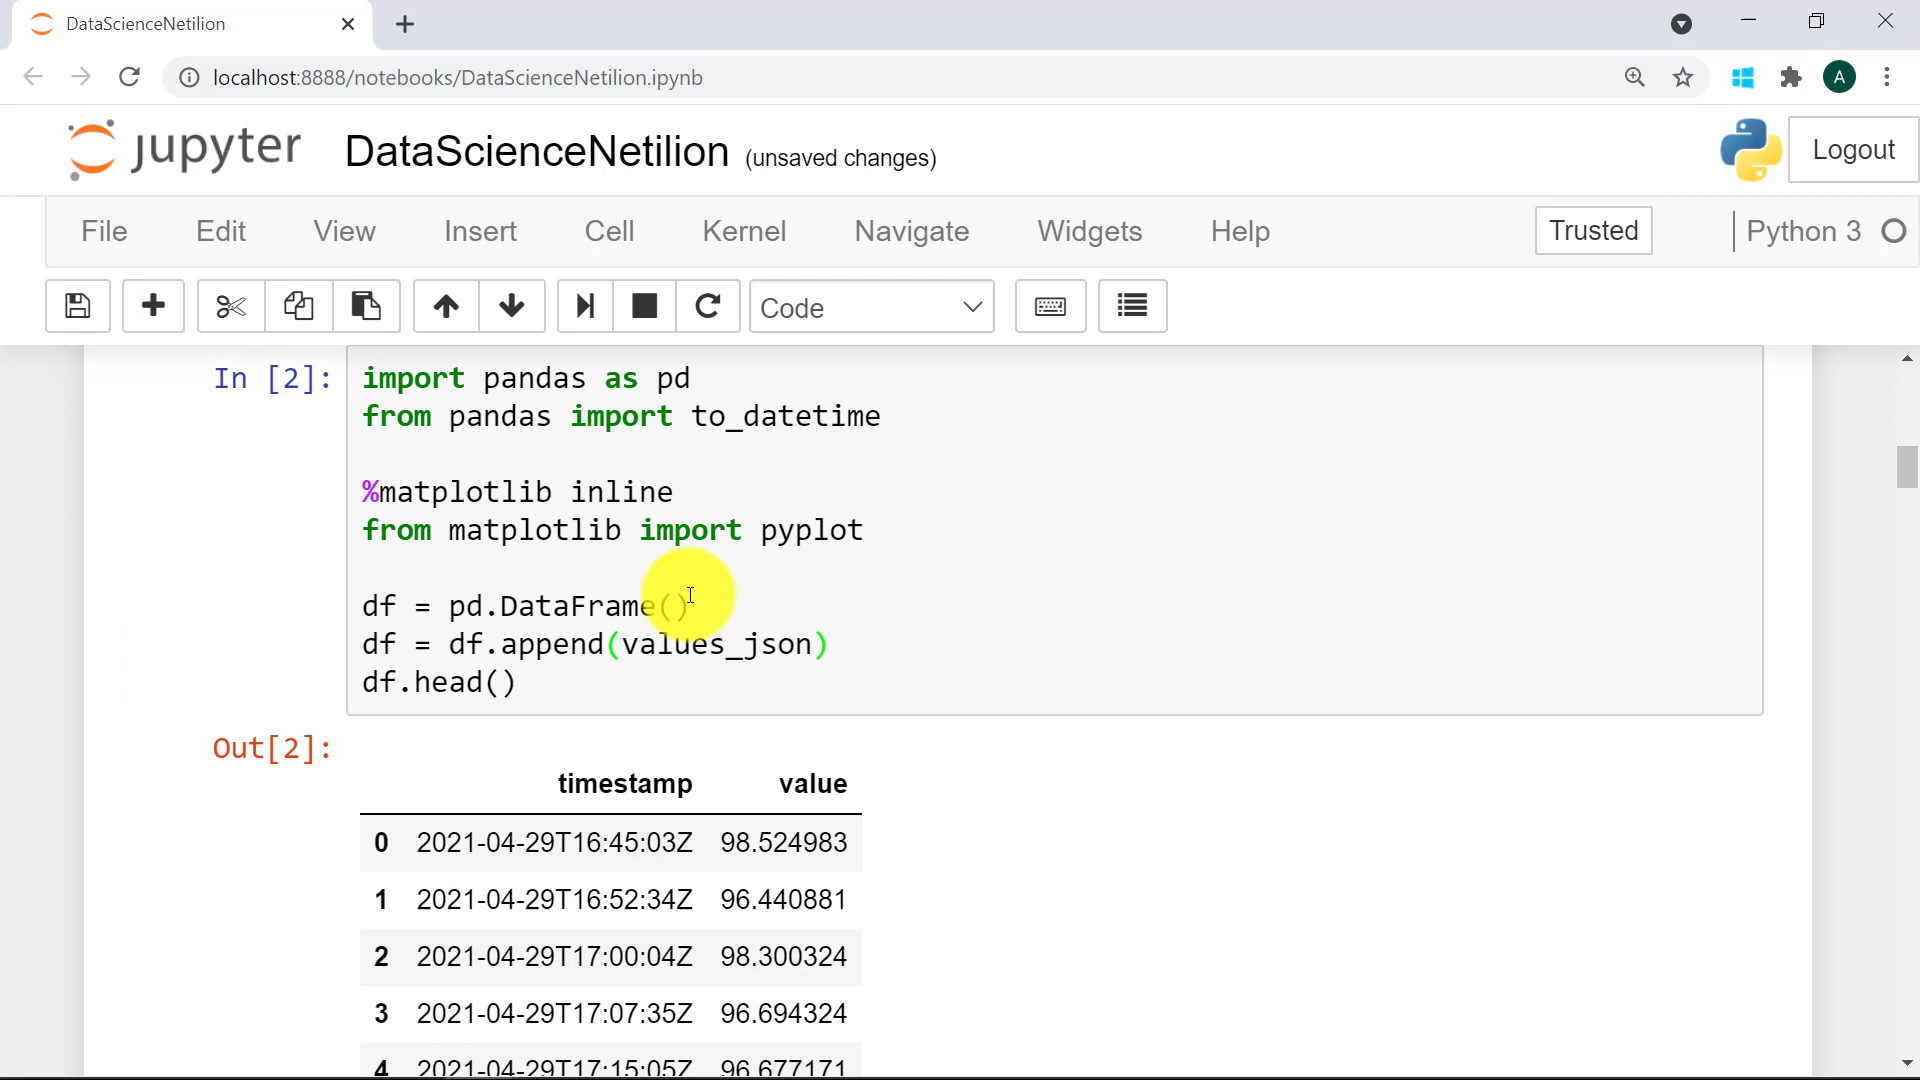 DataScienceNetilion
localhost:8888/notebooks/DataScienceNetilion.ipynb
A
jupyter DataScienceNetilion (unsaved changes) Logout
File Edit View Insert Cell Kernel Navigate Widgets Help Trusted Python 3
Code
In [2]: import pandas as pd
from pandas import to_datetime
%matplotlib inline
from matplotlib import pyplot
df = pd.DataFrame()
df = df.append(values_json)
df.head()
Out[2]:
timestamp value
0 2021-04-29T16:45:03Z 98.524983
1 2021-04-29T16:52:34Z 96.440881
2 2021-04-29T17:00:04Z 98.300324
3 2021-04-29T17:07:35Z 96.694324
4 2021-04-29T17:15:05Z 96.677171